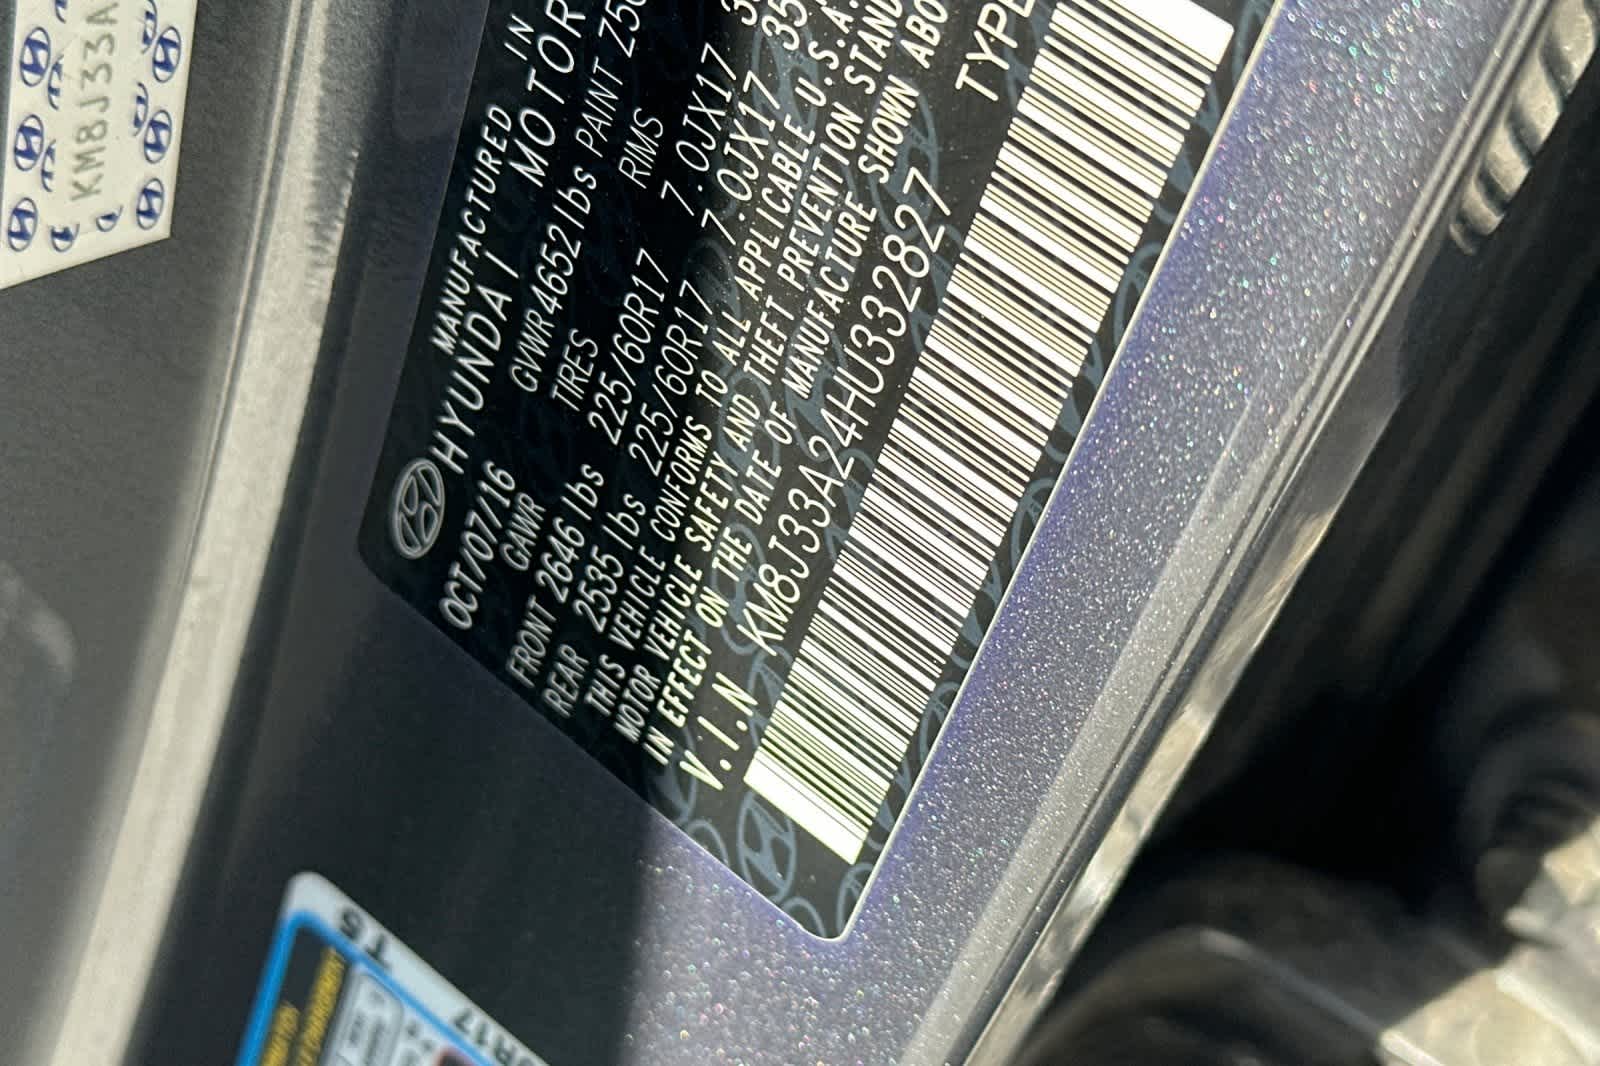 MANUFACTURED IN
HYUNDAI MOTOR
OCT/07/16 GVWR 4652 lbs PAINT
GAWR TIRES RIMS
FRONT 2646 lbs 225/60R17 7.0JX17
REAR 2535 lbs 225/60R17 7.0JX17
THIS VEHICLE CONFORMS TO ALL APPLICABLE U.S.A.
MOTOR VEHICLE SAFETY AND THEFT PREVENTION
IN EFFECT ON THE DATE OF MANUFACTURE SHOWN
V.I.N KM8J33A24HU332827 TYPE
KM8J33A